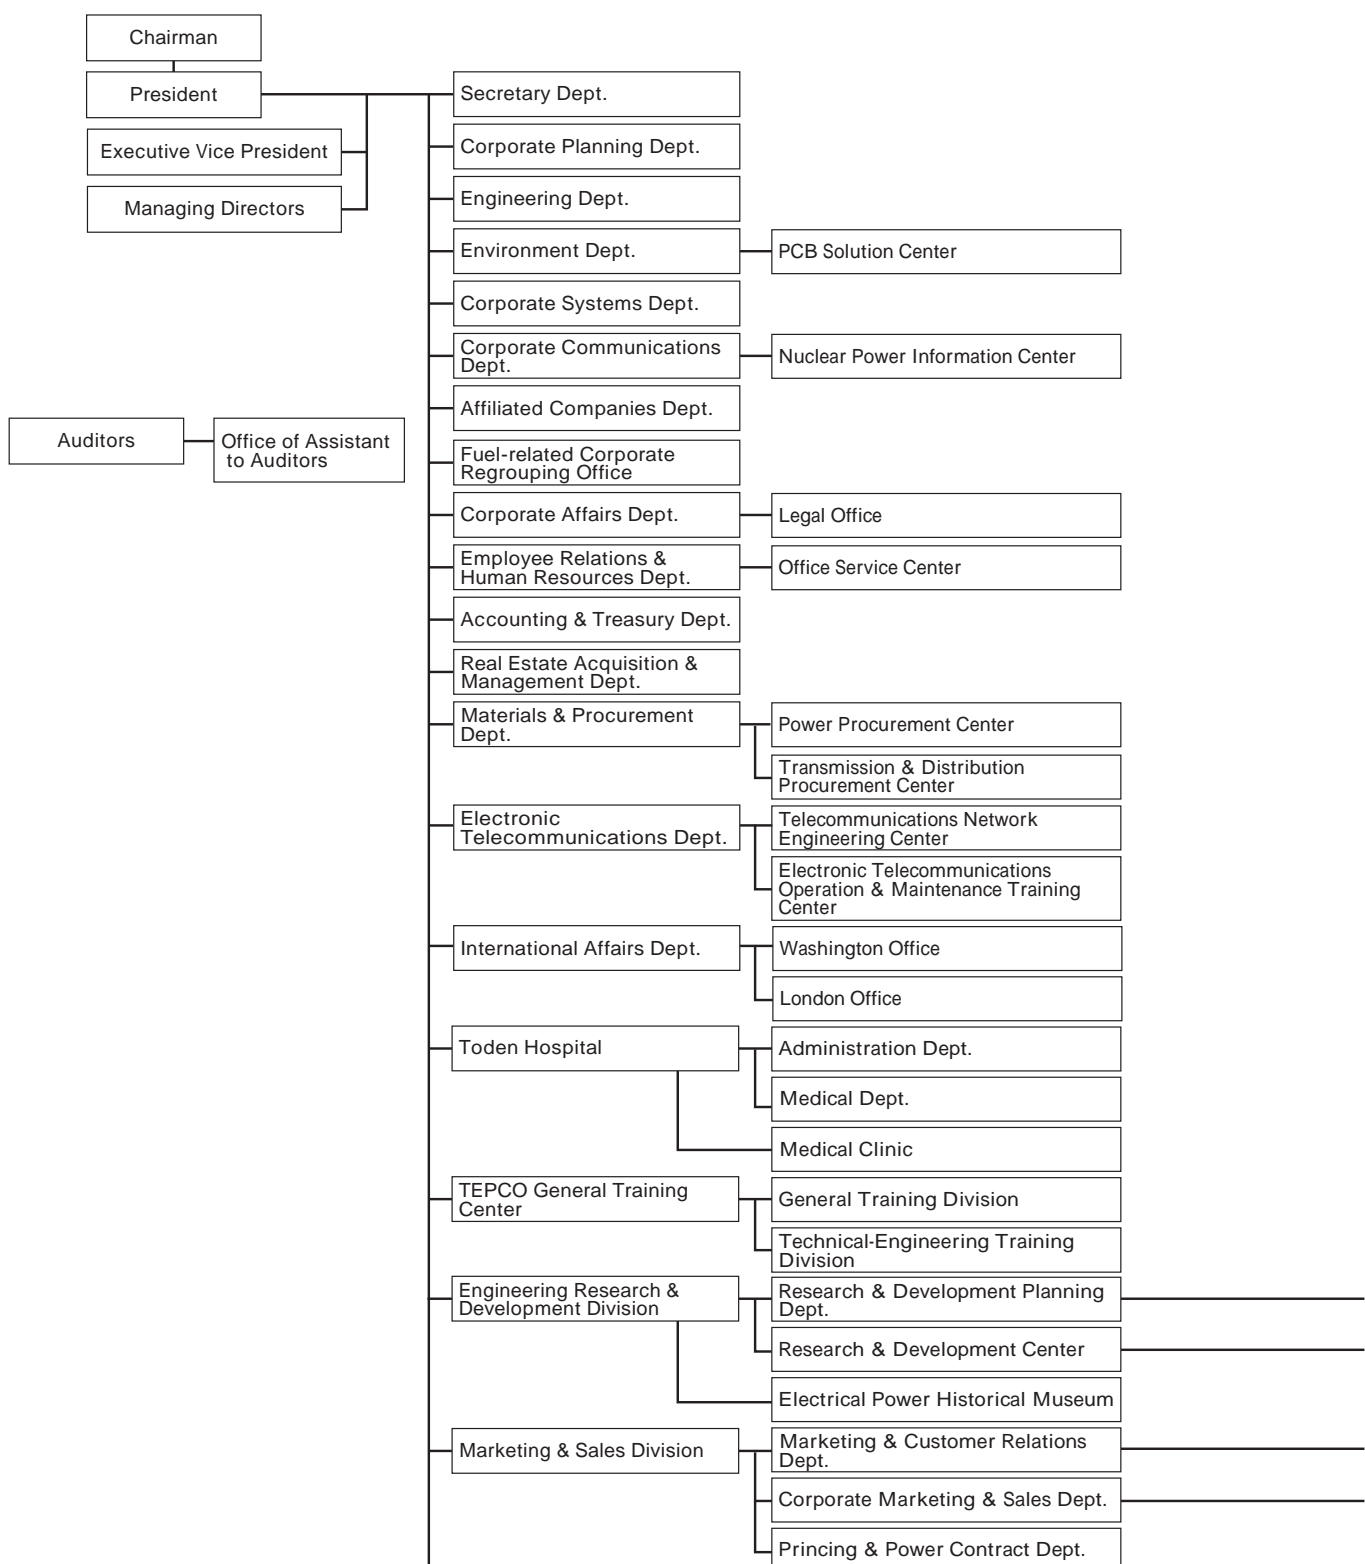 Chairman
President
Executive Vice President
Managing Directors
Auditors
Office of Assistant
to Auditors
Secretary Dept.
Corporate Planning Dept.
Engineering Dept.
Environment Dept.
PCB Solution Center
Corporate Systems Dept.
Corporate Communications
Dept.
Nuclear Power Information Center
Affiliated Companies Dept.
Fuel-related Corporate
Regrouping Office
Corporate Affairs Dept.
Legal Office
Employee Relations &
Human Resources Dept.
Office Service Center
Accounting & Treasury Dept.
Real Estate Acquisition &
Management Dept.
Materials & Procurement
Dept.
Power Procurement Center
Transmission & Distribution
Procurement Center
Electronic
Telecommunications Dept.
Telecommunications Network
Engineering Center
Electronic Telecommunications
Operation & Maintenance Training
Center
International Affairs Dept.
Washington Office
London Office
Toden Hospital
Administration Dept.
Medical Dept.
Medical Clinic
TEPCO General Training
Center
General Training Division
Technical-Engineering Training
Division
Engineering Research &
Development Division
Research & Development Planning
Dept.
Research & Development Center
Electrical Power Historical Museum
Marketing & Sales Division
Marketing & Customer Relations
Dept.
Corporate Marketing & Sales Dept.
Princing & Power Contract Dept.